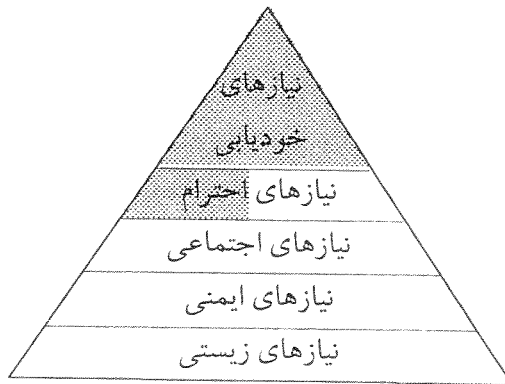 نیازهای
خودیابی
نیازهای احترام
نیازهای اجتماعی
نیازهای ایمنی
نیازهای زیستی